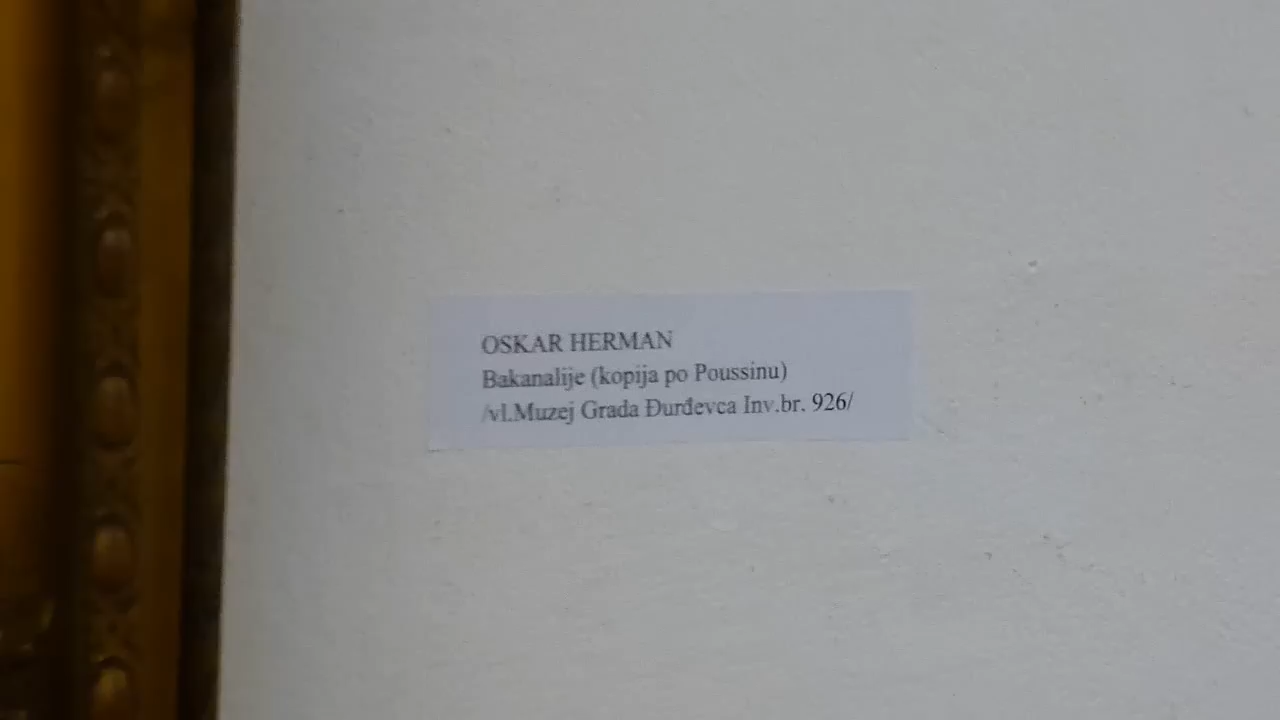 OSKAR HERMAN
Bakanalije (kopija po Poussinu)
/vl.Muzej Grada Đurđevca Inv.br. 926/